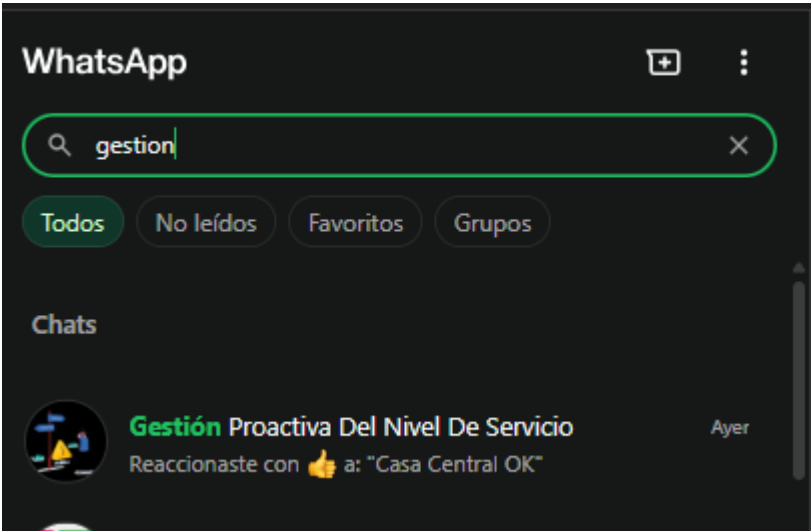 WhatsApp
gestion
Todos No leídos Favoritos Grupos
Chats
Gestión Proactiva Del Nivel De Servicio Ayer
Reaccionaste con 👍 a: "Casa Central OK"